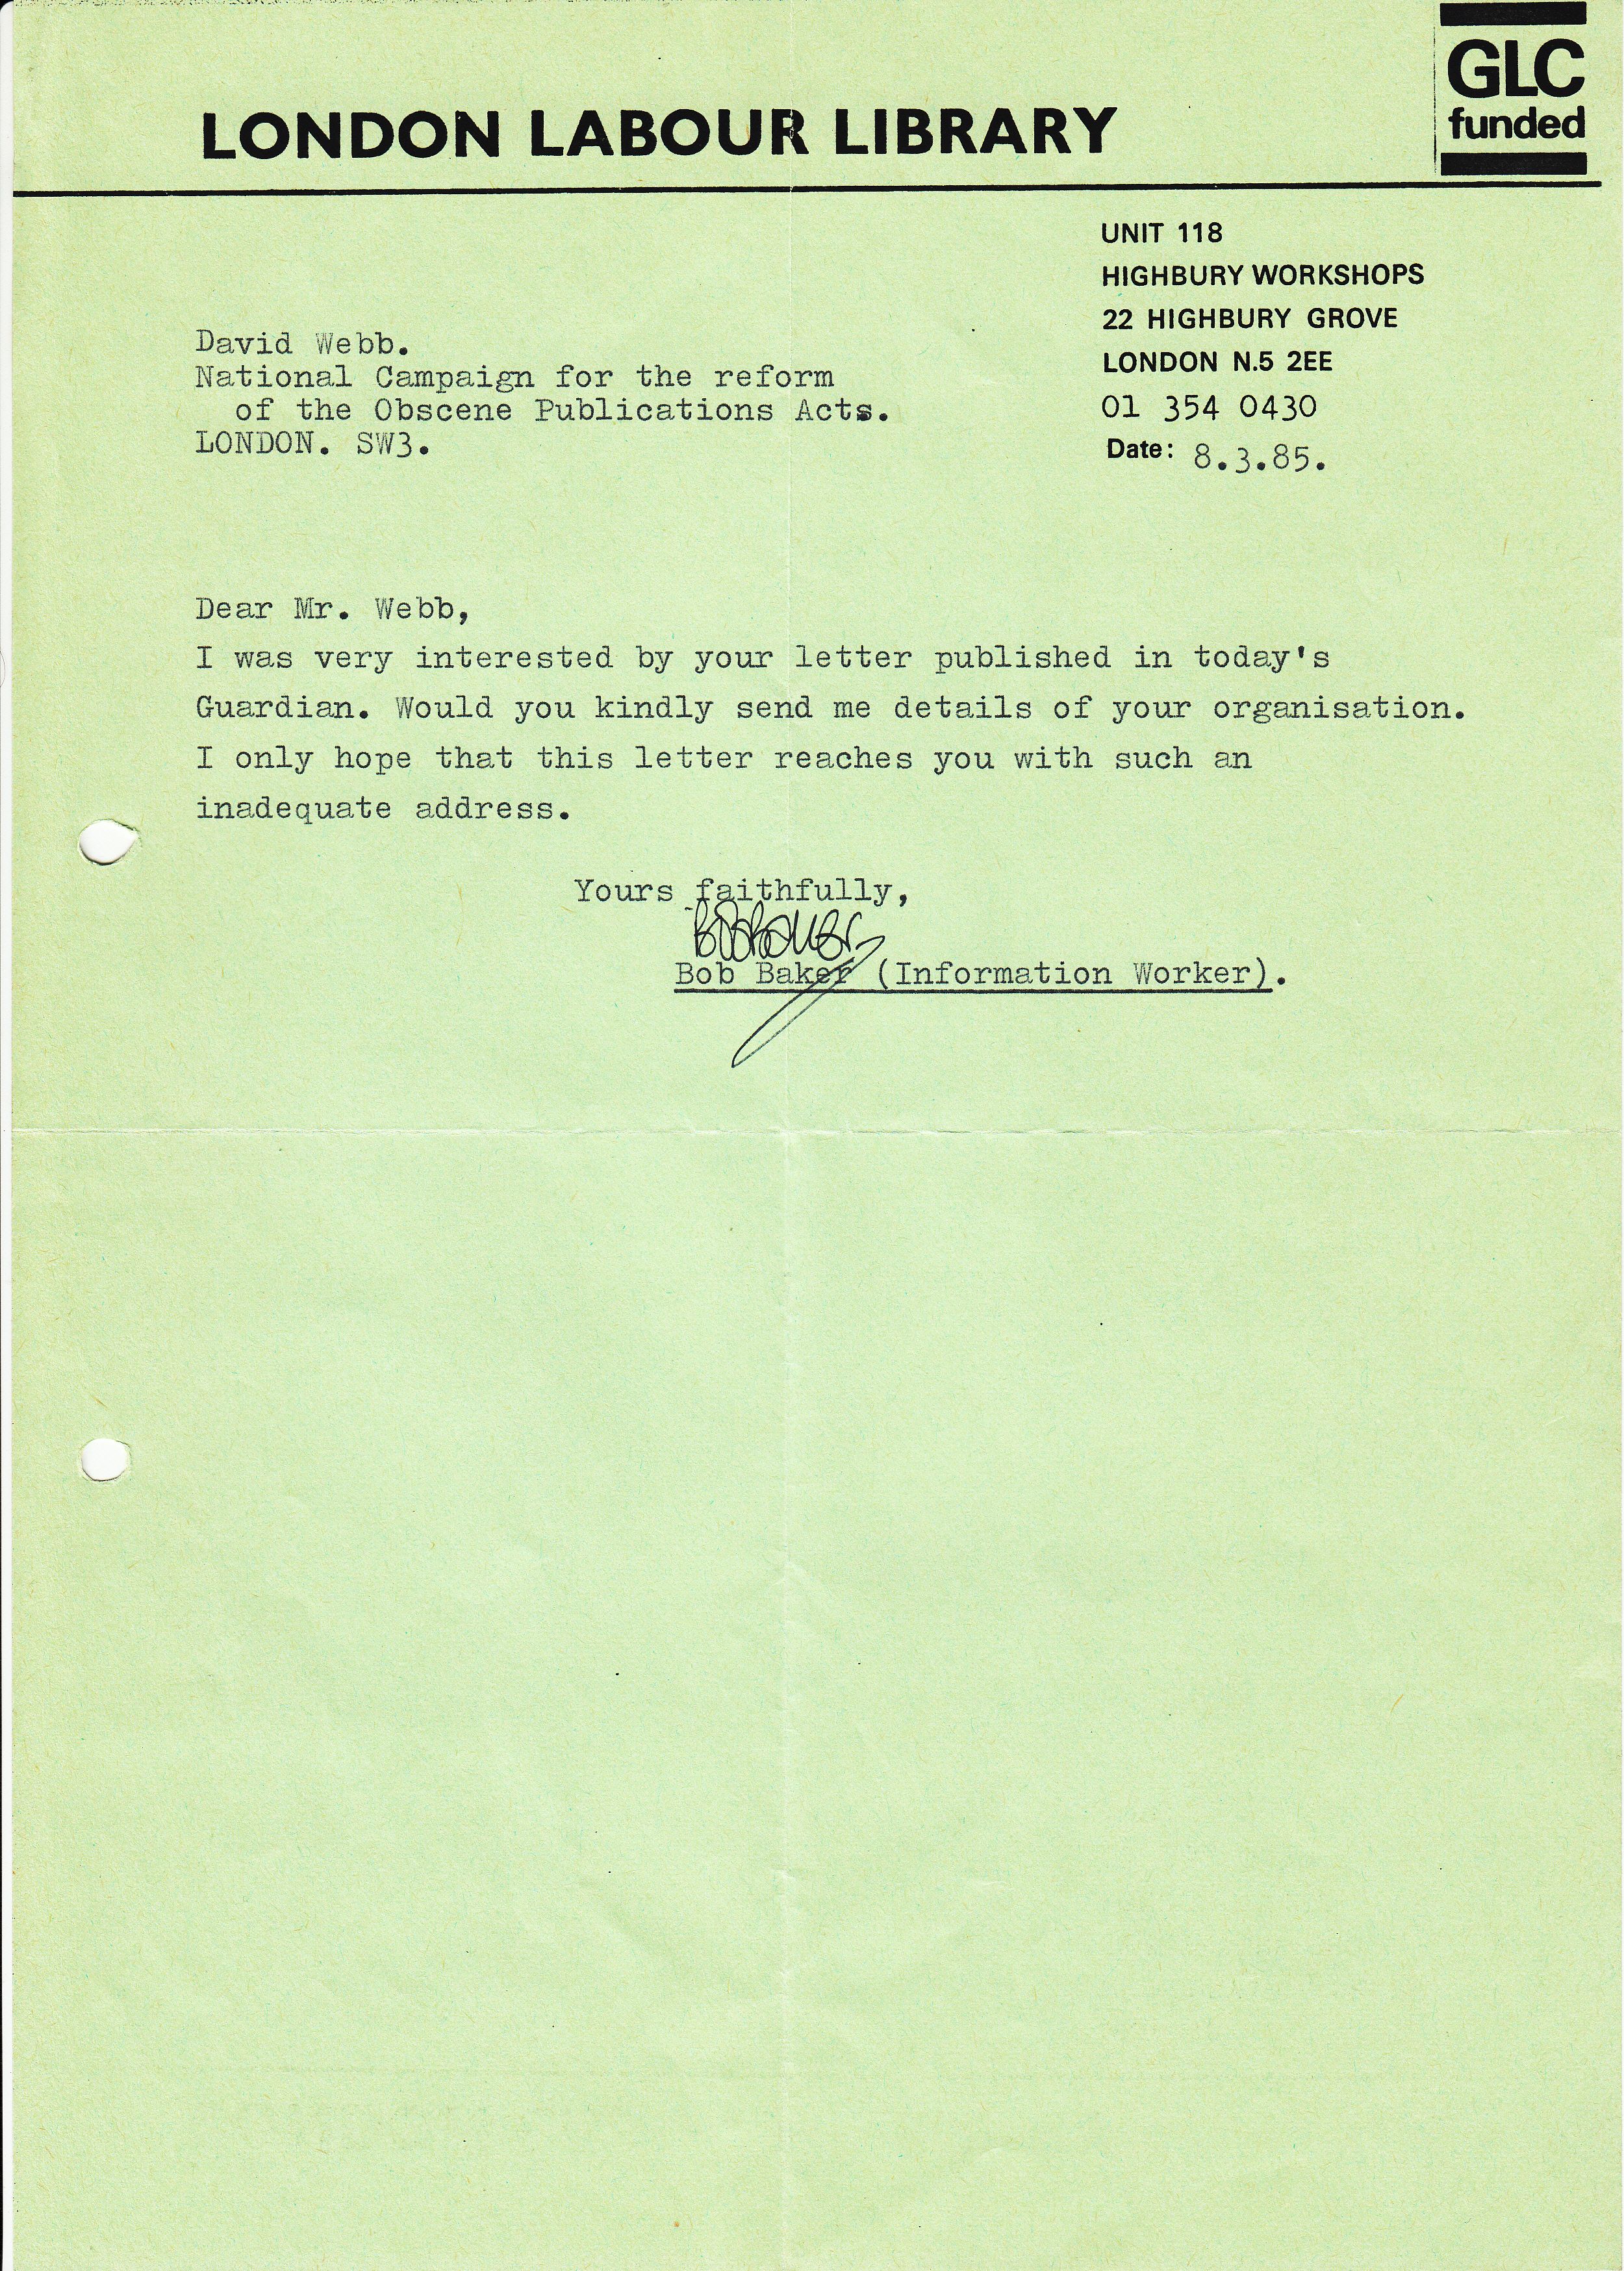 GLC
funded
LONDON LABOUR LIBRARY
UNIT 118
HIGHBURY WORKSHOPS
22 HIGHBURY GROVE
LONDON N.5 2EE
01 354 0430
Date: 8.3.85.
David Webb.
National Campaign for the reform
of the Obscene Publications Acts.
LONDON. SW3.
Dear Mr. Webb,
I was very interested by your letter published in today's
Guardian. Would you kindly send me details of your organisation.
I only hope that this letter reaches you with such an
inadequate address.
Yours faithfully,
Bob Baker
Bob Baker (Information Worker).